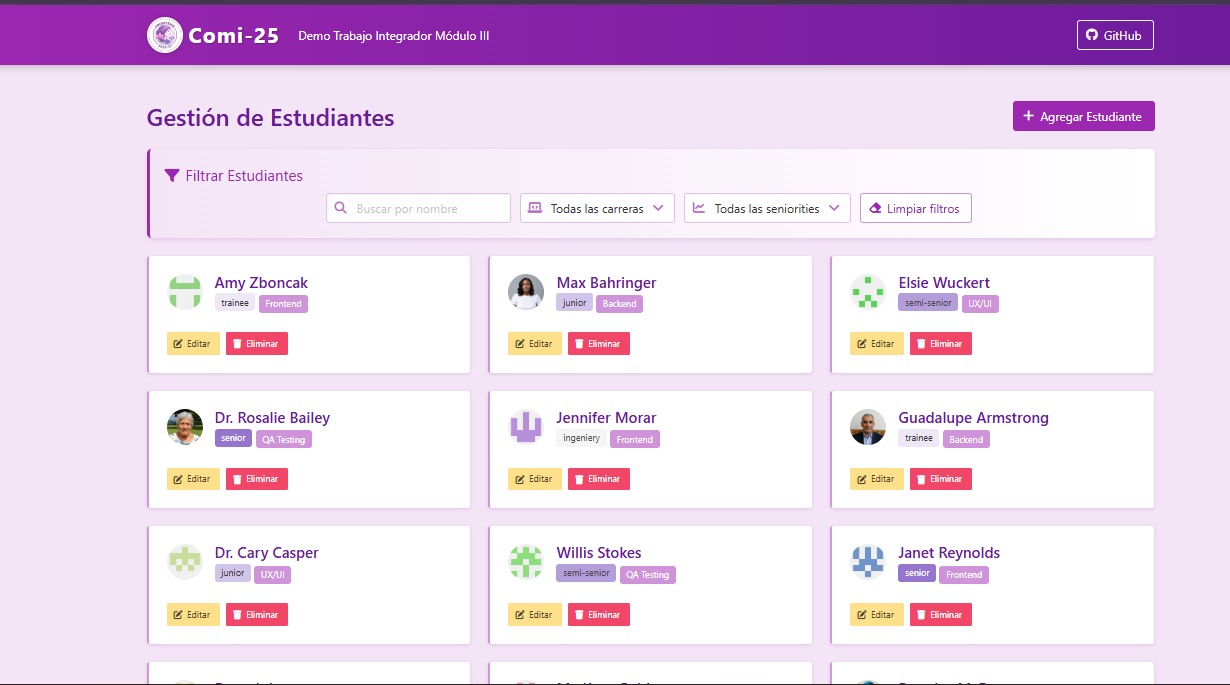 Comi-25 Demo Trabajo Integrador Módulo III GitHub
Gestión de Estudiantes
+ Agregar Estudiante
Filtrar Estudiantes
Buscar por nombre Todas las carreras Todas las seniorities Limpiar filtros
Amy Zboncak
trainee Frontend
Editar Eliminar
Max Bahringer
junior Backend
Editar Eliminar
Elsie Wuckert
semi-senior UX/UI
Editar Eliminar
Dr. Rosalie Bailey
senior QA Testing
Editar Eliminar
Jennifer Morar
ingeniery Frontend
Editar Eliminar
Guadalupe Armstrong
trainee Backend
Editar Eliminar
Dr. Cary Casper
junior UX/UI
Editar Eliminar
Willis Stokes
semi-senior QA Testing
Editar Eliminar
Janet Reynolds
senior Frontend
Editar Eliminar